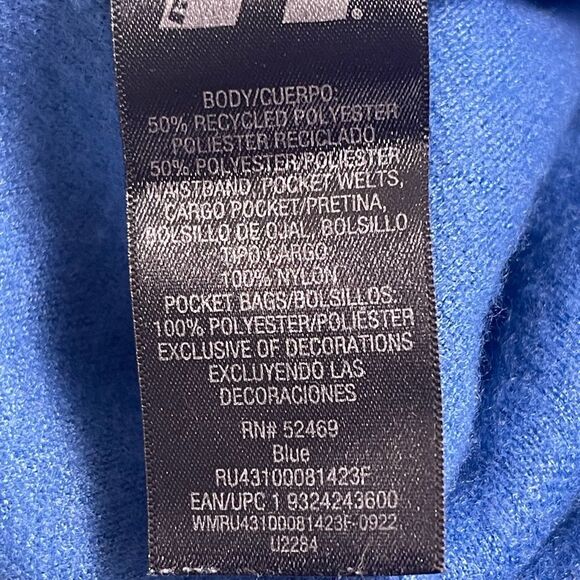 BODY/CUERPO:
50% RECYCLED POLYESTER
POLIESTER RECICLADO
50% POLYESTER/POLIESTER
WAISTBAND, POCKET WELTS,
CARGO POCKET/PRETINA,
BOLSILLO DE OJAL, BOLSILLO
TIPO CARGO:
100% NYLON
POCKET BAGS/BOLSILLOS:
100% POLYESTER/POLIESTER
EXCLUSIVE OF DECORATIONS
EXCLUYENDO LAS
DECORACIONES
RN# 52469
Blue
RU43100081423F
EAN/UPC 1 9324243600
WMRU43100081423F-0922
U2284